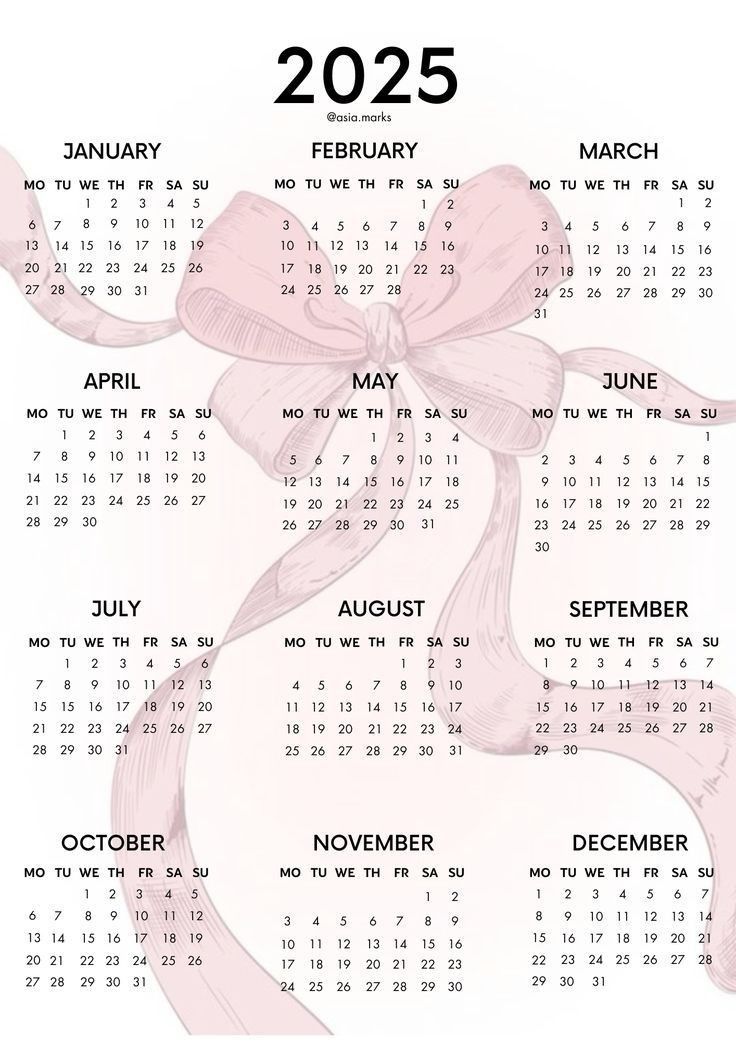 2025
@asia.marks
JANUARY
MO TU WE TH FR SA SU
1 2 3 4 5
6 7 8 9 10 11 12
13 14 15 16 17 18 19
20 21 22 23 24 25 26
27 28 29 30 31
FEBRUARY
MO TU WE TH FR SA SU
1 2
3 4 5 6 7 8 9
10 11 12 13 14 15 16
17 18 19 20 21 22 23
24 25 26 27 28
MARCH
MO TU WE TH FR SA SU
1 2
3 4 5 6 7 8 9
10 11 12 13 14 15 16
17 18 19 20 21 22 23
24 25 26 27 28 29 30
31
APRIL
MO TU WE TH FR SA SU
1 2 3 4 5 6
7 8 9 10 11 12 13
14 15 16 17 18 19 20
21 22 23 24 25 26 27
28 29 30
MAY
MO TU WE TH FR SA SU
1 2 3 4
5 6 7 8 9 10 11
12 13 14 15 16 17 18
19 20 21 22 23 24 25
26 27 28 29 30 31
JUNE
MO TU WE TH FR SA SU
1
2 3 4 5 6 7 8
9 10 11 12 13 14 15
16 17 18 19 20 21 22
23 24 25 26 27 28 29
30
JULY
MO TU WE TH FR SA SU
1 2 3 4 5 6
7 8 9 10 11 12 13
15 15 16 17 18 19 20
21 22 23 24 25 26 27
28 29 30 31
AUGUST
MO TU WE TH FR SA SU
1 2 3
4 5 6 7 8 9 10
11 12 13 14 15 16 17
18 19 20 21 22 23 24
25 26 27 28 29 30 31
SEPTEMBER
MO TU WE TH FR SA SU
1 2 3 4 5 6 7
8 9 10 11 12 13 14
15 16 17 18 19 20 21
22 23 24 25 26 27 28
29 30
OCTOBER
MO TU WE TH FR SA SU
1 2 3 4 5
6 7 8 9 10 11 12
13 14 15 16 17 18 19
20 21 22 23 24 25 26
27 28 29 30 31
NOVEMBER
MO TU WE TH FR SA SU
1 2
3 4 5 6 7 8 9
10 11 12 13 14 15 16
17 18 19 20 21 22 23
24 25 26 27 28 29 30
DECEMBER
MO TU WE TH FR SA SU
1 2 3 4 5 6 7
8 9 10 11 12 13 14
15 16 17 18 19 20 21
22 23 24 25 26 27 28
29 30 31